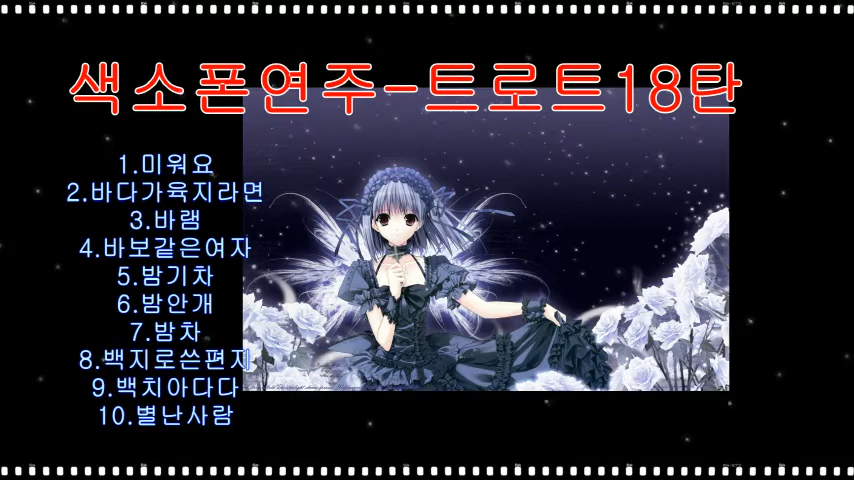 색소폰연주-트로트18탄
1.미워요
2.바다가육지라면
3.바램
4.바보같은여자
5.밤기차
6.밤안개
7.밤차
8.백지로쓴편지
9.백치아다다
10.별난사람